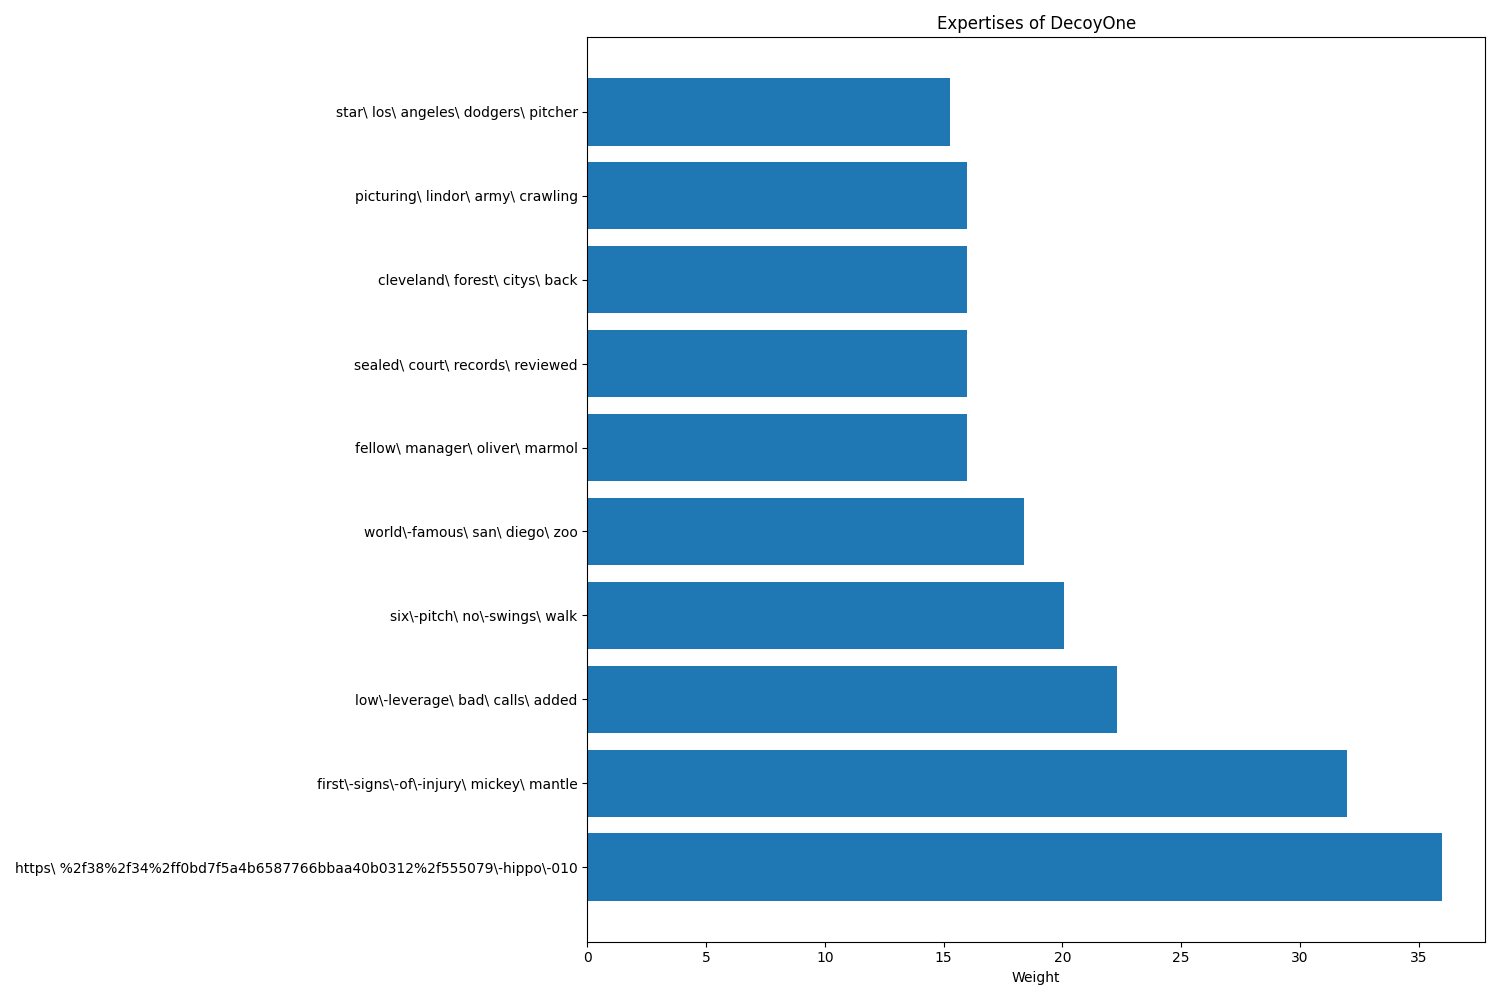 Expertises of DecoyOne
star\ los\ angeles\ dodgers\ pitcher
picturing\ lindor\ army\ crawling
cleveland\ forest\ citys\ back
sealed\ court\ records\ reviewed
fellow\ manager\ oliver\ marmol
world\-famous\ san\ diego\ zoo
six\-pitch\ no\-swings\ walk
low\-leverage\ bad\ calls\ added
first\-signs\-of\-injury\ mickey\ mantle
https\ %2f38%2f34%2ff0bd7f5a4b6587766bbaa40b0312%2f555079\-hippo\-010
0 5 10 15 20 25 30 35
Weight